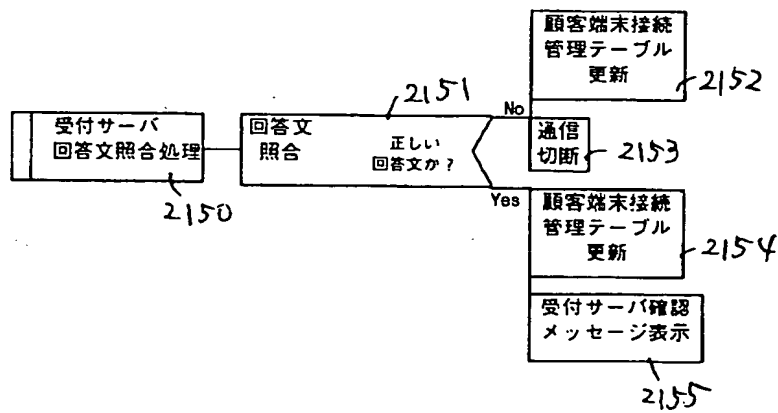 顧客端末接続
管理テーブル
更新
2152
2151
No
受付サーバ
回答文照合処理
2150
回答文
照合
正しい
回答文か?
通信
切断
2153
Yes
顧客端末接続
管理テーブル
更新
2154
受付サーバ確認
メッセージ表示
2155